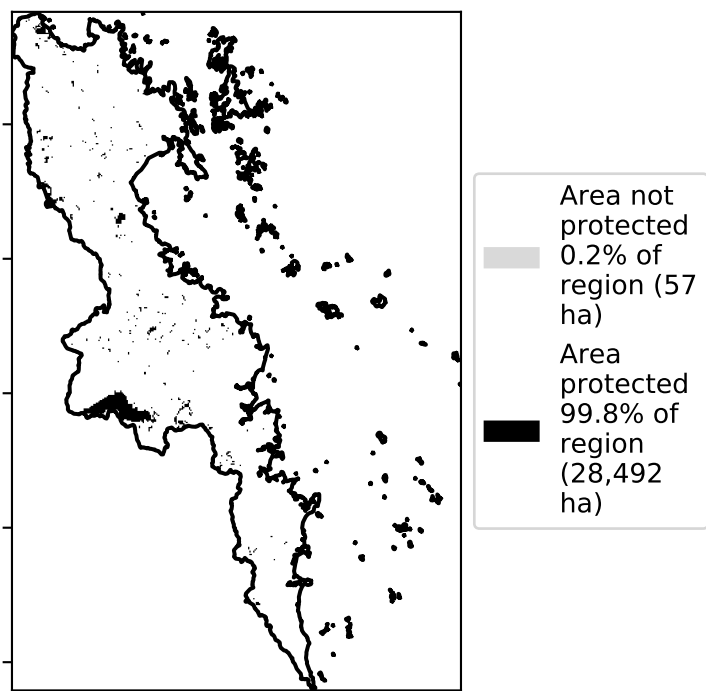 Area not
protected
0.2% of
region (57
ha)
Area
protected
99.8% of
region
(28,492
ha)